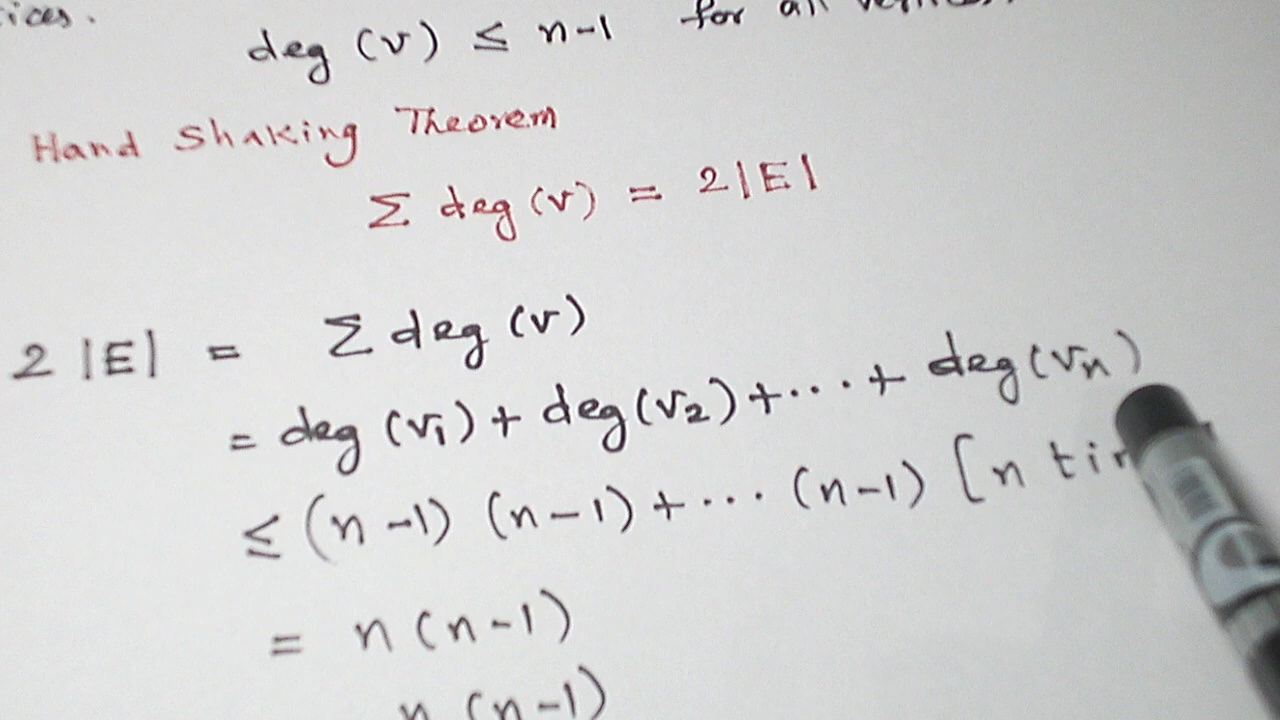 deg (v) ≤ n-1 for all
Hand Shaking Theorem
Σ deg (v) = 2|E|
2 |E| = Σ deg (v)
= deg (v₁) + deg (v₂) + ... + deg (vₙ)
≤ (n-1) (n-1) + ... (n-1) [n
= n (n-1)
n (n-1)